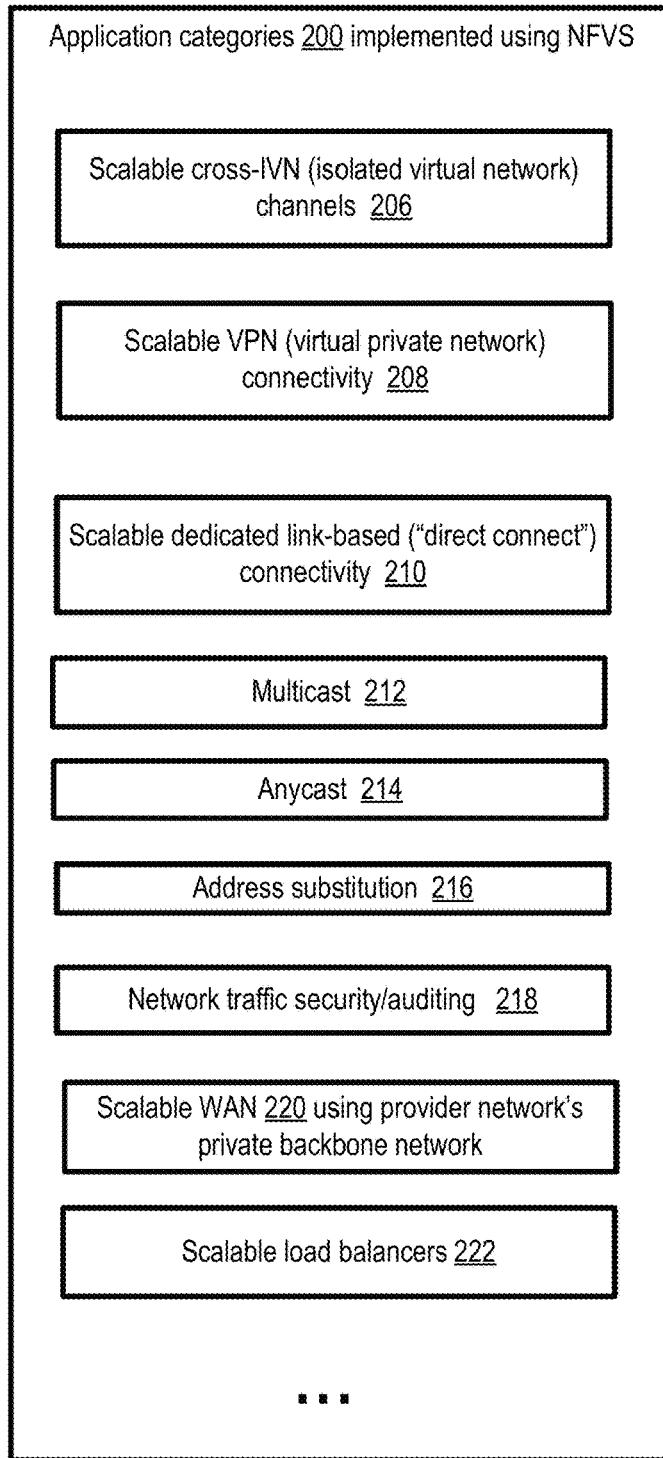 Application categories 200 implemented using NFVS
Scalable cross-IVN (isolated virtual network)
channels 206
Scalable VPN (virtual private network)
connectivity 208
Scalable dedicated link-based (“direct connect”)
connectivity 210
Multicast 212
Anycast 214
Address substitution 216
Network traffic security/auditing 218
Scalable WAN 220 using provider network’s
private backbone network
Scalable load balancers 222
...